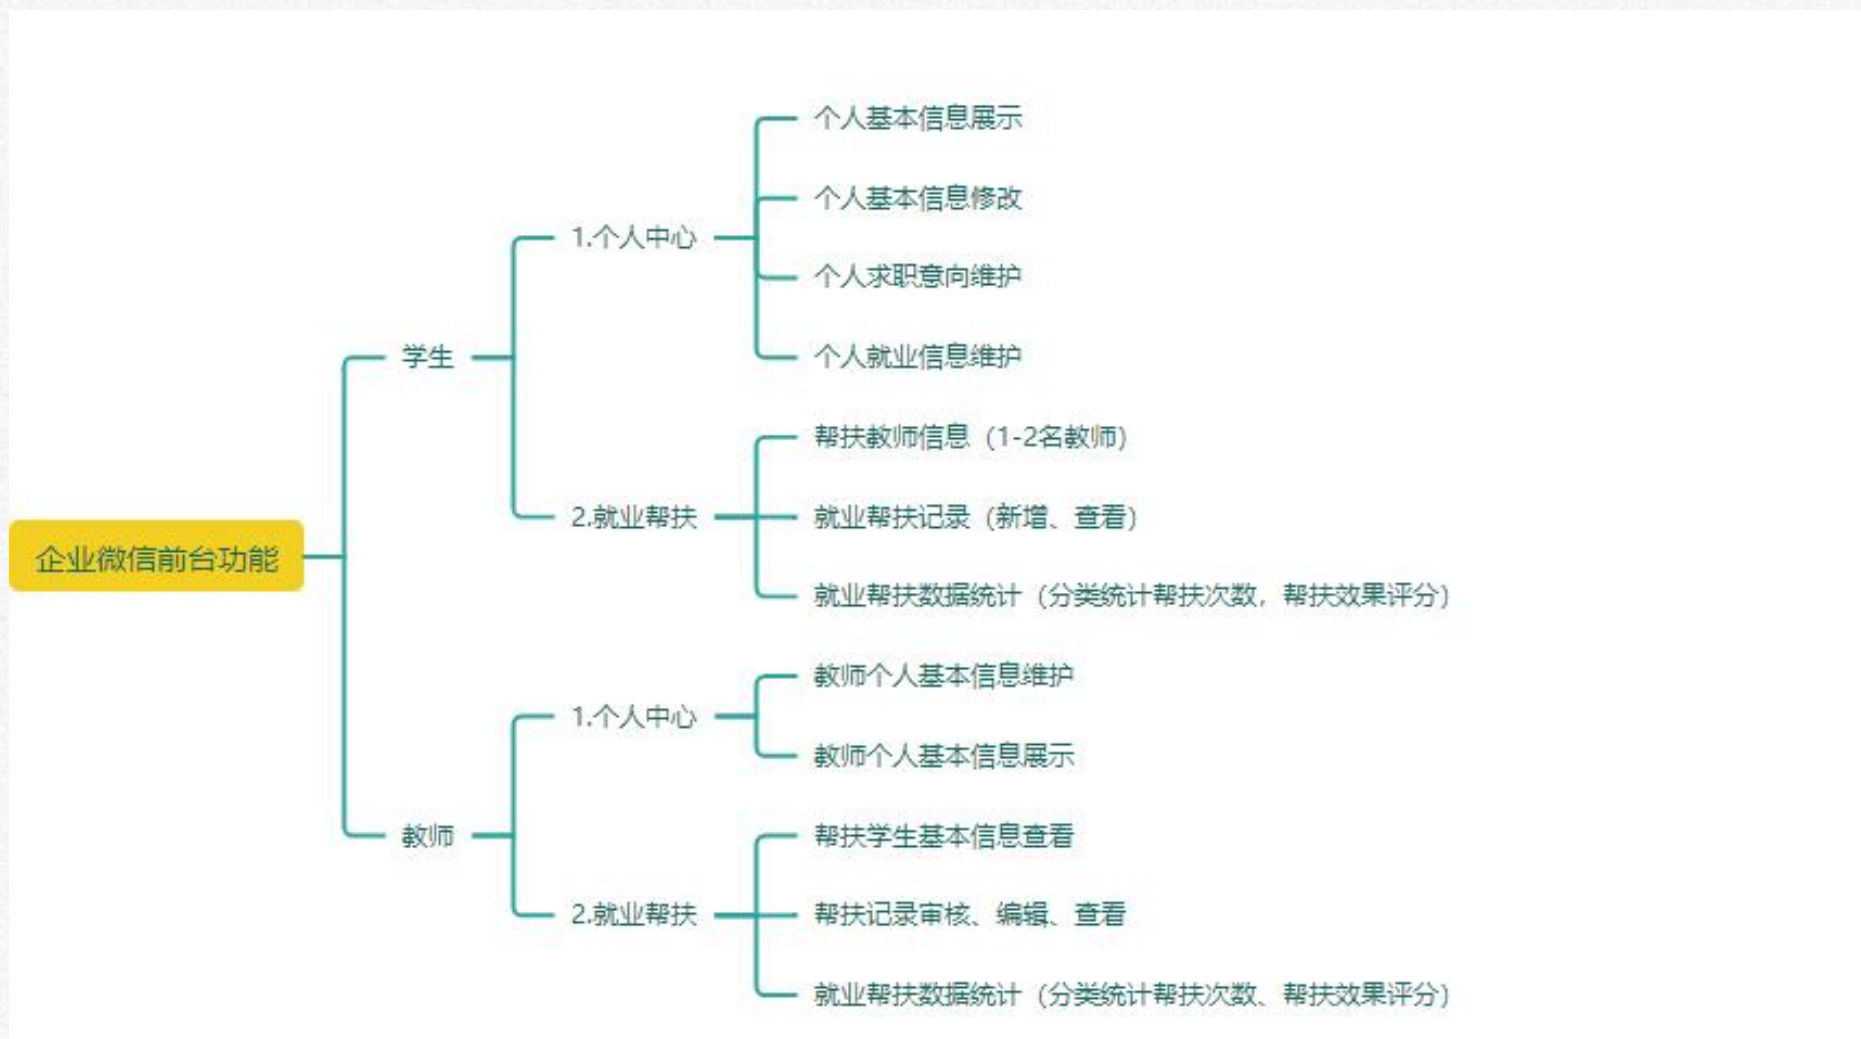 企业微信前台功能
学生
1.个人中心
个人基本信息展示
个人基本信息修改
个人求职意向维护
个人就业信息维护
2.就业帮扶
帮扶教师信息（1-2名教师）
就业帮扶记录（新增、查看）
就业帮扶数据统计（分类统计帮扶次数，帮扶效果评分）
教师
1.个人中心
教师个人基本信息维护
教师个人基本信息展示
2.就业帮扶
帮扶学生基本信息查看
帮扶记录审核、编辑、查看
就业帮扶数据统计（分类统计帮扶次数、帮扶效果评分）